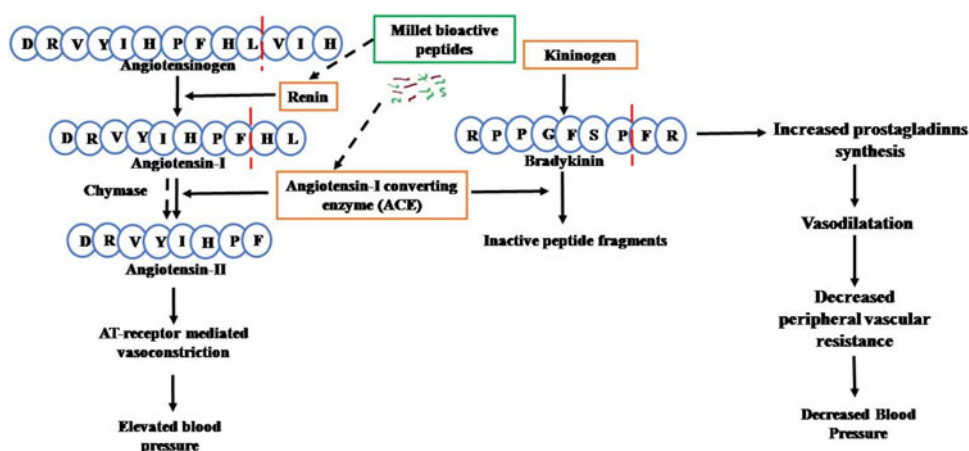 D R V Y I H P F H L V I H
Angiotensinogen
Millet bioactive
peptides
Kininogen
Renin
D R V Y I H P F H L
Angiotensin-I
R P P G F S P F R
Bradykinin
Increased prostagladinns
synthesis
Chymase
Angiotensin-I converting
enzyme (ACE)
Inactive peptide fragments
Vasodilatation
D R V Y I H P F
Angiotensin-II
Decreased
peripheral vascular
resistance
AT-receptor mediated
vasoconstriction
Elevated blood
pressure
Decreased Blood
Pressure